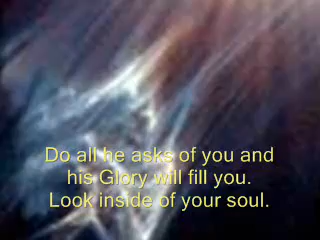 Do all he asks of you and
his Glory will fill you.
Look inside of your soul.